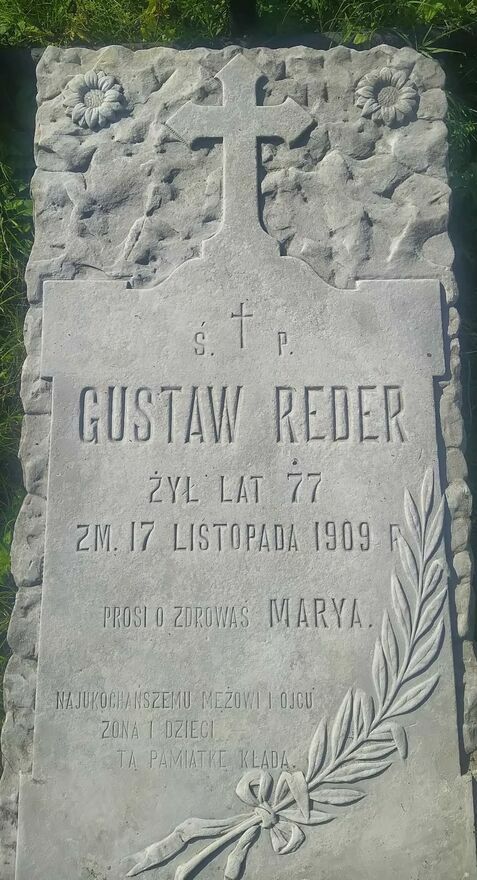 Ś. P.
GUSTAW REDER
ŻYŁ LAT 77
ZM. 17 LISTOPADA 1909 R
PROSI O ZDROWAŚ MARYA.
NAJUKOCHAŃSZEMU MĘŻOWI I OJCU
ŻONA I DZIECI
TĄ PAMIĄTKĘ KŁADĄ.